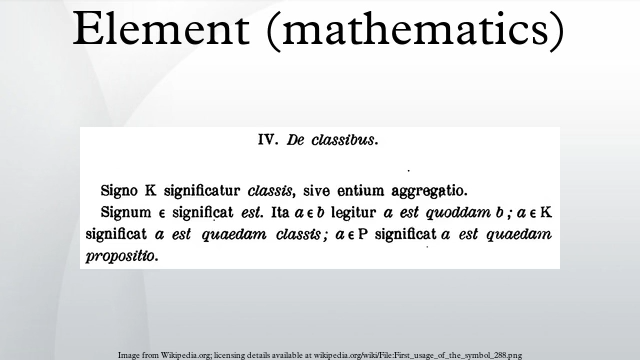 Element (mathematics)
IV. De classibus.
Signo K significatur classis, sive entium aggregatio.
Signum ϵ significat est. Ita a ϵ b legitur a est quoddam b ; a ϵ K
significat a est quaedam classis ; a ϵ P significat a est quaedam
propositio.
Image from Wikipedia.org; licensing details available at wikipedia.org/wiki/File:First_usage_of_the_symbol_288.png